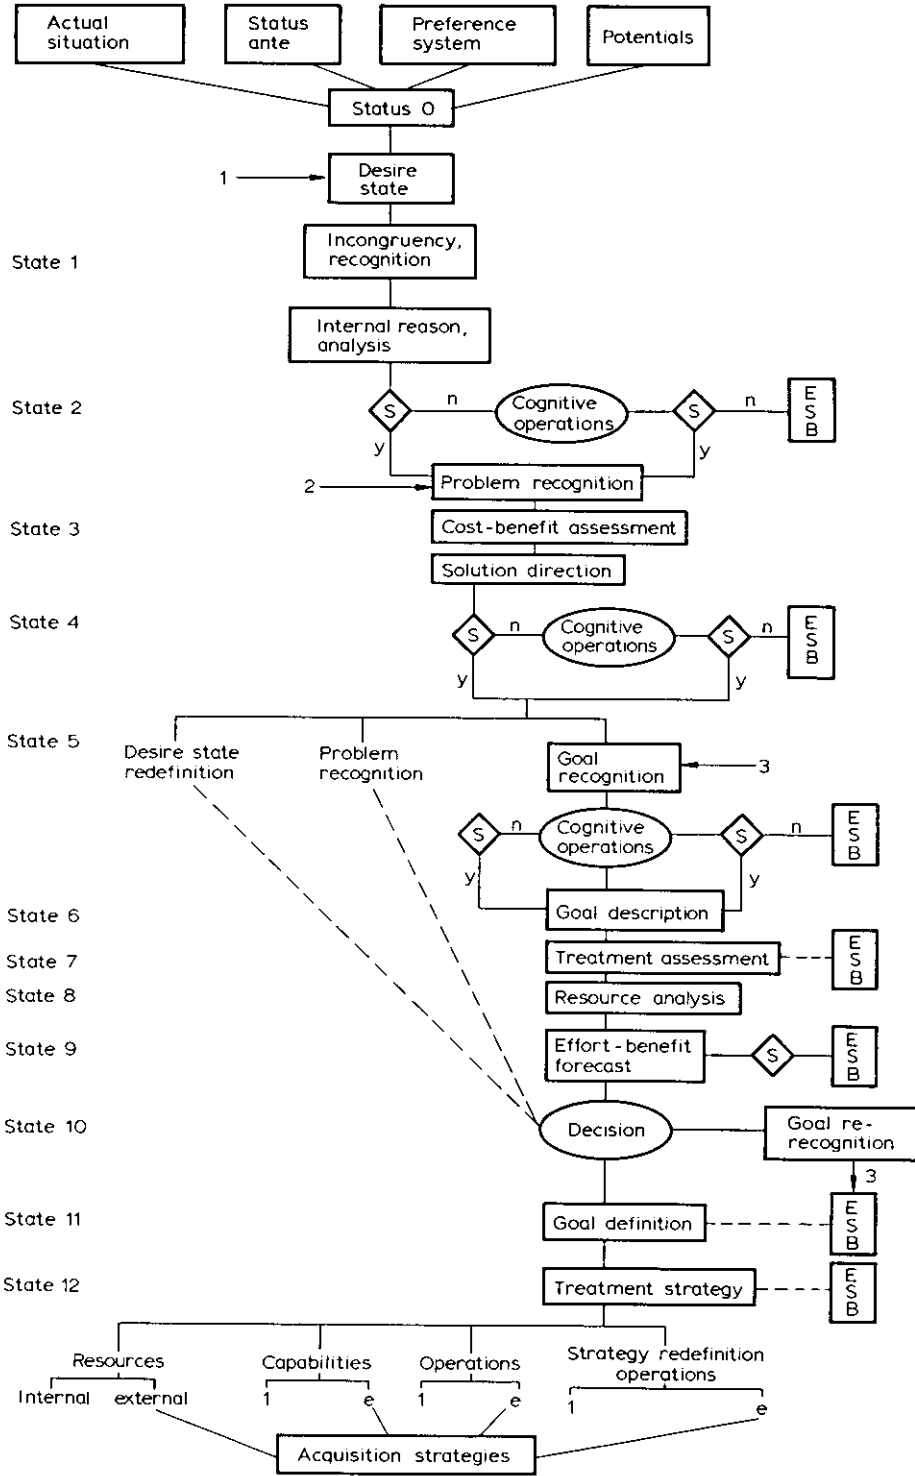 Actual
situation
Status
ante
Preference
system
Potentials
Status O
1
Desire
state
State 1
Incongruency,
recognition
Internal reason,
analysis
State 2
S
n
Cognitive
operations
S
n
E
S
B
y
y
2
Problem recognition
State 3
Cost-benefit assessment
Solution direction
State 4
S
n
Cognitive
operations
S
n
E
S
B
y
y
State 5
Desire state
redefinition
Problem
recognition
Goal
recognition
3
S
n
Cognitive
operations
S
n
E
S
B
y
y
State 6
Goal description
State 7
Treatment assessment
E
S
B
State 8
Resource analysis
State 9
Effort-benefit
forecast
S
E
S
B
State 10
Decision
Goal re-
recognition
3
State 11
Goal definition
E
S
B
State 12
Treatment strategy
E
S
B
Resources
Capabilities
Operations
Strategy redefinition
operations
Internal external
1 e
1 e
1 e
Acquisition strategies